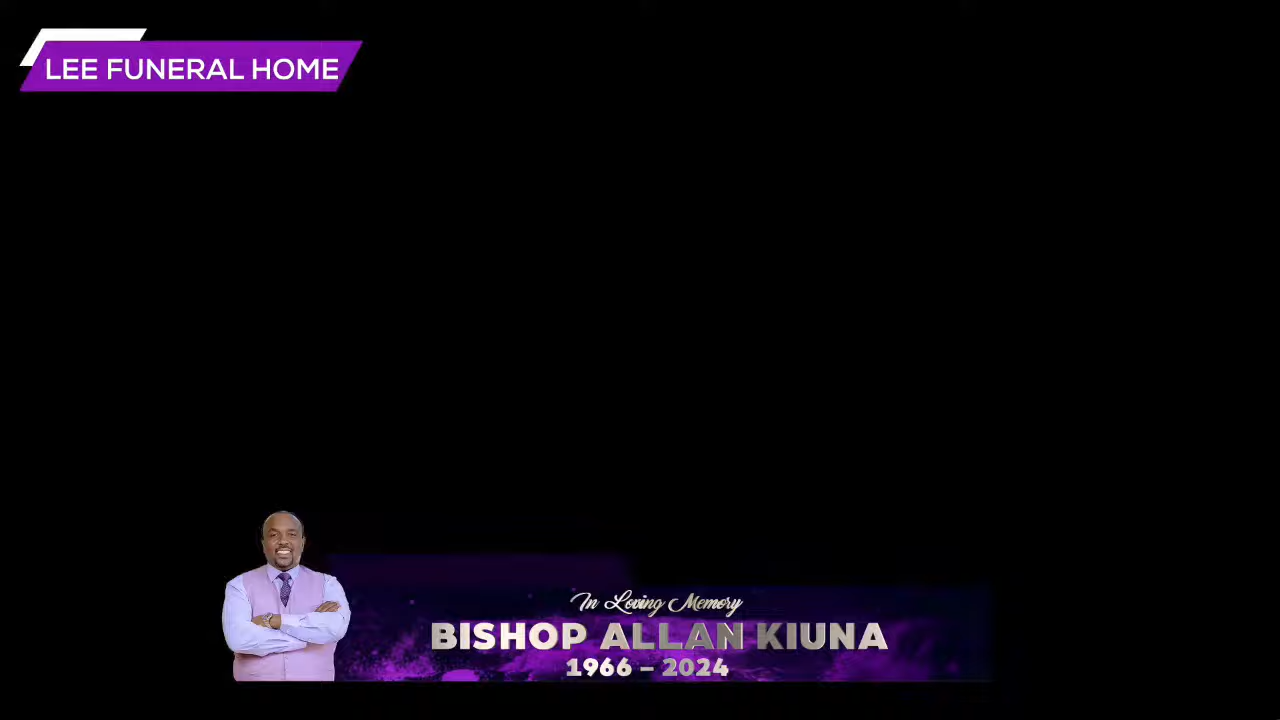 LEE FUNERAL HOME
In Loving Memory
BISHOP ALLAN KIUNA
1966 – 2024